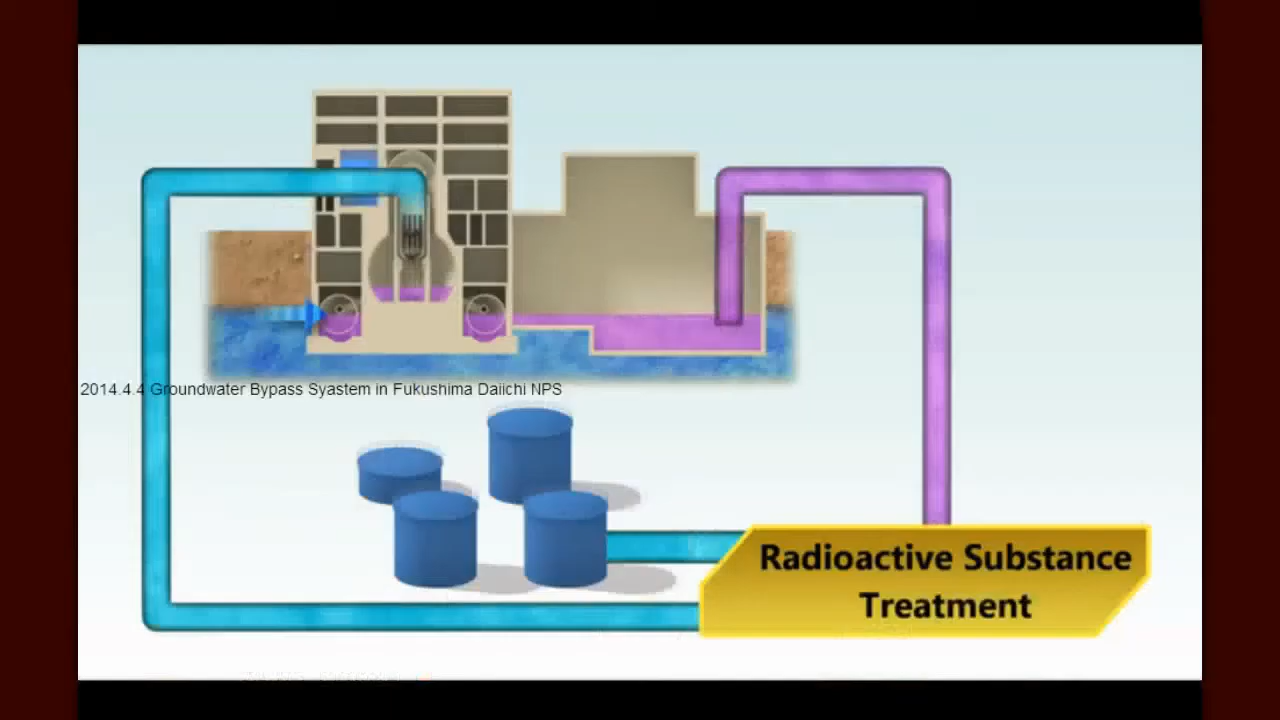 2014.4.4 Groundwater Bypass Syastem in Fukushima Daiichi NPS
Radioactive Substance
Treatment